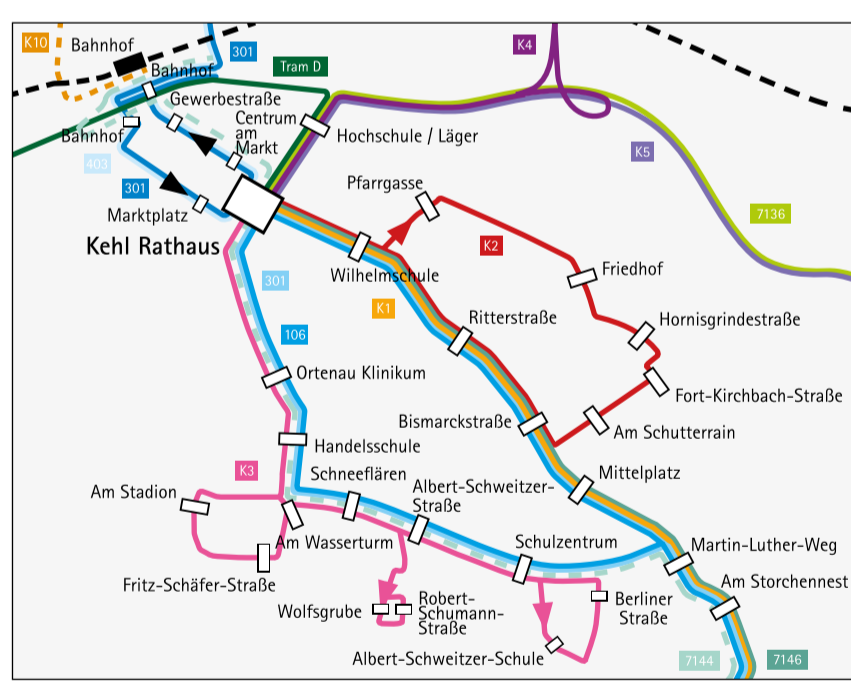 K10
Bahnhof
301
K4
Bahnhof
Tram D
Gewerbestraße
Centrum
am
Markt
Bahnhof
Hochschule / Läger
K5
403
301
Pfarrgasse
7136
Marktplatz
Kehl Rathaus
K2
Wilhelmschule
Friedhof
301
K1
Ritterstraße
Hornisgrindestraße
106
Ortenau Klinikum
Fort-Kirchbach-Straße
Bismarckstraße
Am Schutterrain
Handelsschule
K3
Schneeflären
Mittelplatz
Am Stadion
Albert-Schweitzer-
Straße
Am Wasserturm
Schulzentrum
Martin-Luther-Weg
Fritz-Schäfer-Straße
Am Storchennest
Wolfsgrube
Robert-
Schumann-
Straße
Berliner
Straße
Albert-Schweitzer-Schule
7144
7146